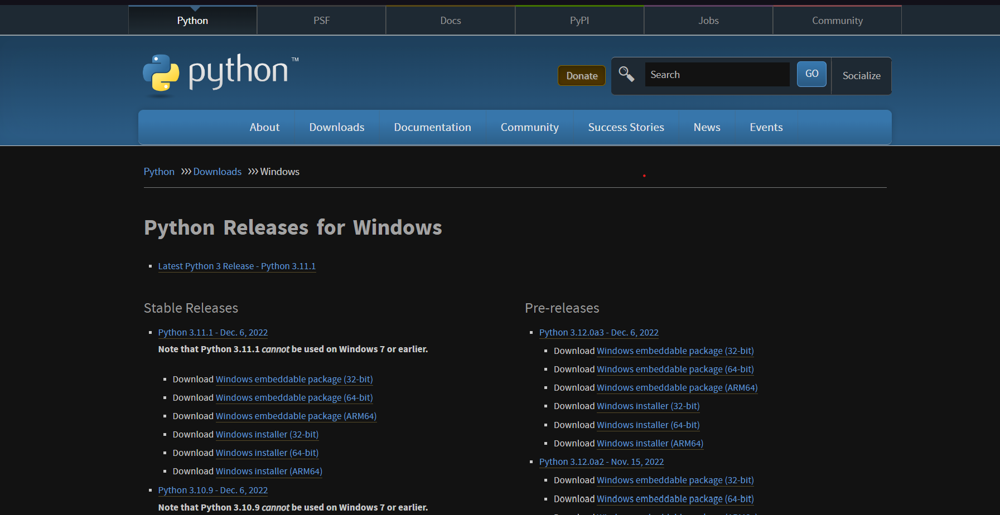 Python PSF Docs PyPI Jobs Community
python™
Donate Search GO Socialize
About Downloads Documentation Community Success Stories News Events
Python >>> Downloads >>> Windows
Python Releases for Windows
Latest Python 3 Release - Python 3.11.1
Stable Releases
Python 3.11.1 - Dec. 6, 2022
Note that Python 3.11.1 cannot be used on Windows 7 or earlier.
Download Windows embeddable package (32-bit)
Download Windows embeddable package (64-bit)
Download Windows embeddable package (ARM64)
Download Windows installer (32-bit)
Download Windows installer (64-bit)
Download Windows installer (ARM64)
Python 3.10.9 - Dec. 6, 2022
Note that Python 3.10.9 cannot be used on Windows 7 or earlier.
Pre-releases
Python 3.12.0a3 - Dec. 6, 2022
Download Windows embeddable package (32-bit)
Download Windows embeddable package (64-bit)
Download Windows embeddable package (ARM64)
Download Windows installer (32-bit)
Download Windows installer (64-bit)
Download Windows installer (ARM64)
Python 3.12.0a2 - Nov. 15, 2022
Download Windows embeddable package (32-bit)
Download Windows embeddable package (64-bit)